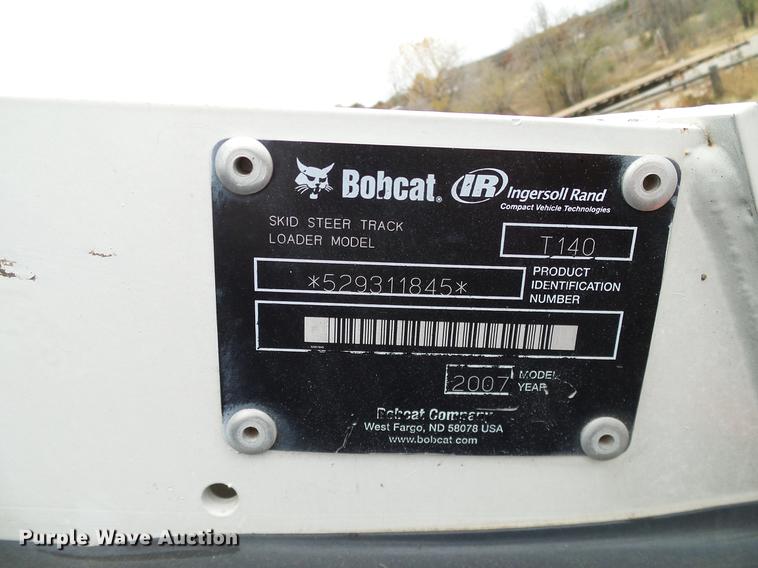 Bobcat® IR Ingersoll Rand
Compact Vehicle Technologies
SKID STEER TRACK
LOADER MODEL
T140
*529311845*
PRODUCT
IDENTIFICATION
NUMBER
2007
MODEL
YEAR
Bobcat Company
West Fargo, ND 58078 USA
www.bobcat.com
Purple Wave Auction